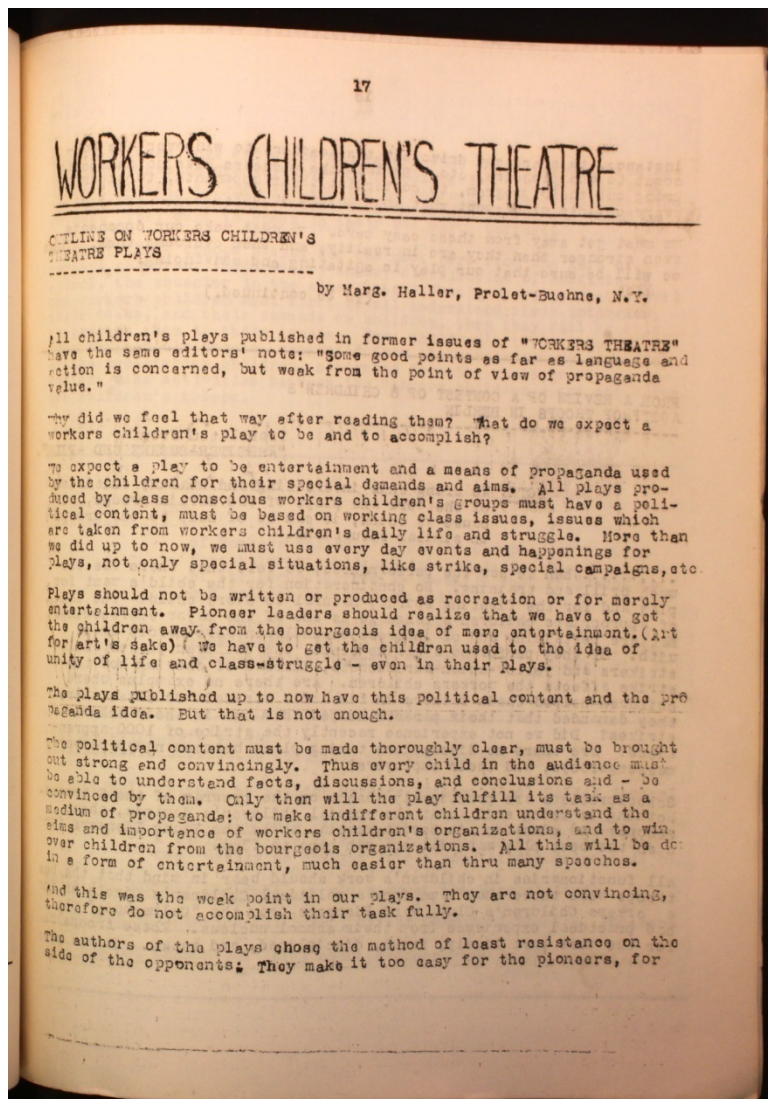 17
WORKERS CHILDREN'S THEATRE
OUTLINE ON WORKERS CHILDREN'S
THEATRE PLAYS
by Marg. Haller, Prolet-Buehne, N.Y.
All children's plays published in former issues of "WORKERS THEATRE"
have the same editors' note: "Some good points as far as language and
action is concerned, but weak from the point of view of propaganda
value."
Why did we feel that way after reading them? What do we expect a
workers children's play to be and to accomplish?
We expect a play to be entertainment and a means of propaganda used
by the children for their special demands and aims. All plays pro-
duced by class conscious workers children's groups must have a poli-
tical content, must be based on working class issues, issues which
are taken from workers children's daily life and struggle. More than
we did up to now, we must use every day events and happenings for
plays, not only special situations, like strike, special campaigns,etc
Plays should not be written or produced as recreation or for merely
entertainment. Pioneer leaders should realize that we have to get
the children away from the bourgeois idea of mere entertainment.(Art
for art's sake) We have to get the children used to the idea of
unity of life and class-struggle - even in their plays.
The plays published up to now have this political content and the pro
paganda idea. But that is not enough.
The political content must be made thoroughly clear, must be brought
out strong and convincingly. Thus every child in the audience must
be able to understand facts, discussions, and conclusions and - be
convinced by them. Only then will the play fulfill its task as a
medium of propaganda: to make indifferent children understand the
aims and importance of workers children's organizations, and to win
over children from the bourgeois organizations. All this will be do
in a form of entertainment, much easier than thru many speeches.
And this was the weak point in our plays. They are not convincing,
therefore do not accomplish their task fully.
The authors of the plays chose the method of least resistance on the
side of the opponents; They make it too easy for the pioneers, for